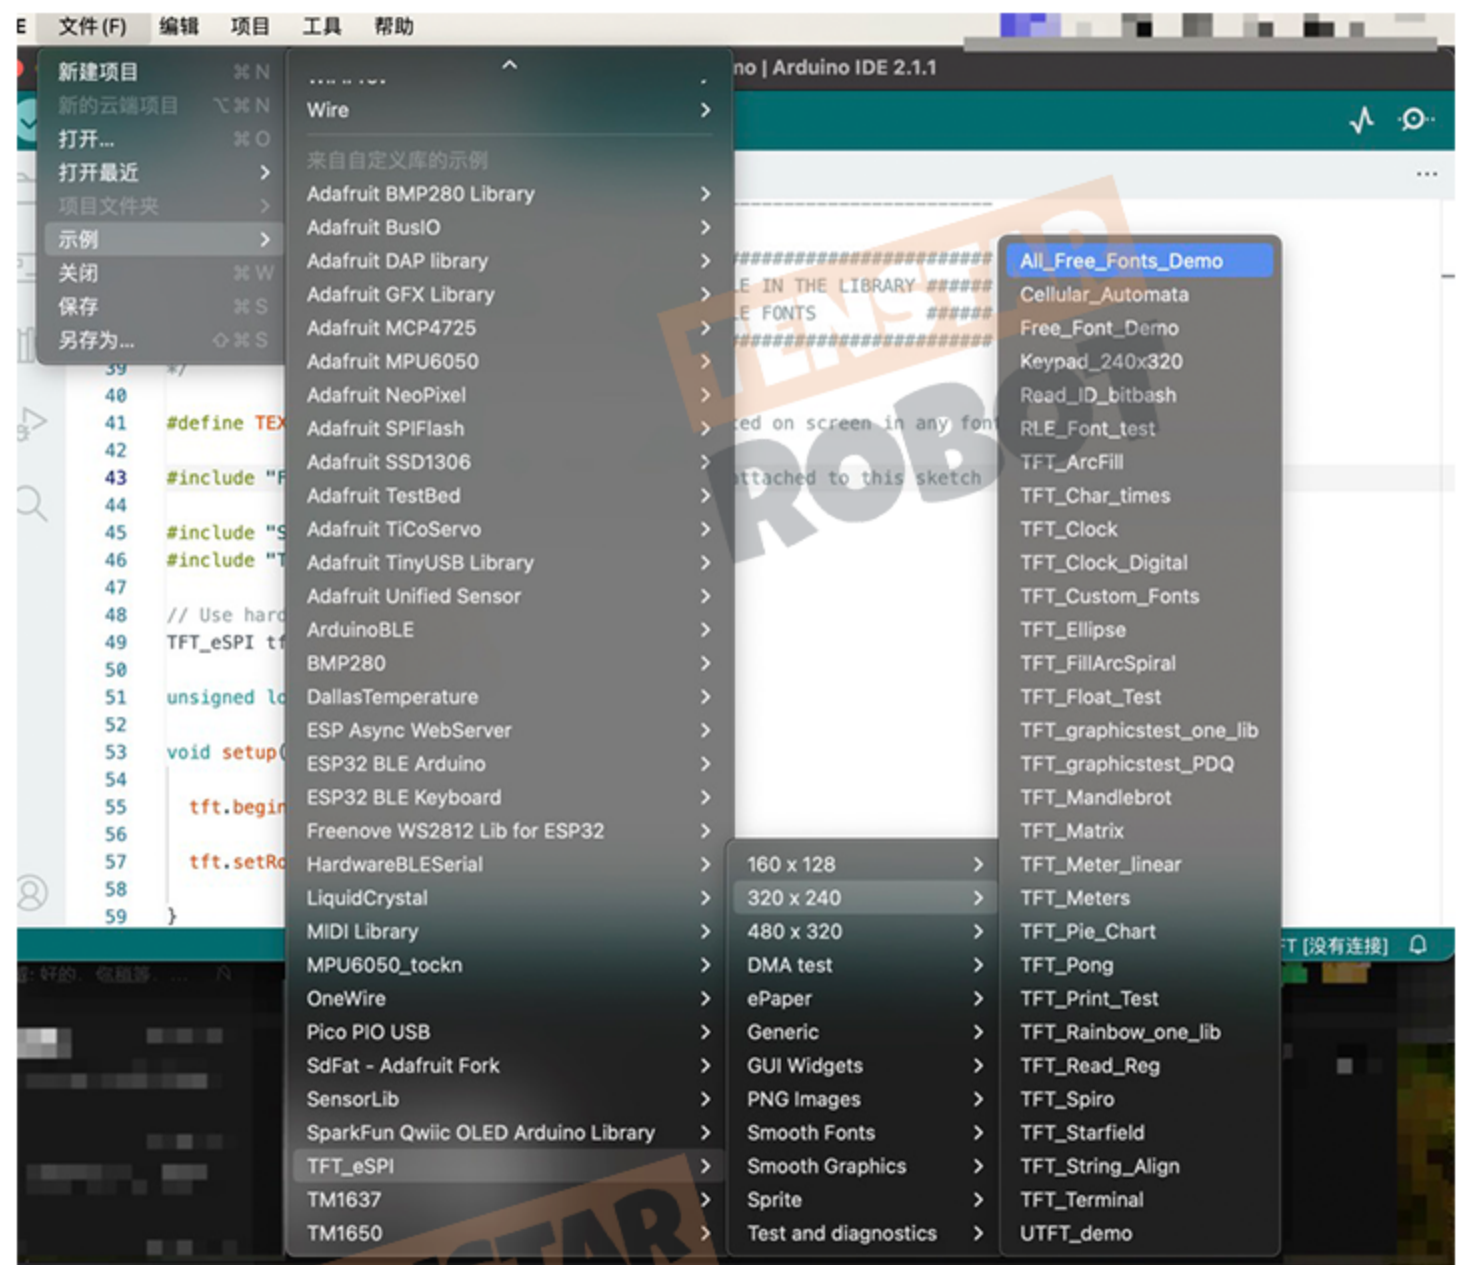 E 文件(F) 编辑 项目 工具 帮助
no | Arduino IDE 2.1.1
新建项目 ⌘ N
新的云端项目 ⌥ ⌘ N
打开... ⌘ O
打开最近 >
项目文件夹 >
示例 >
关闭 ⌘ W
保存 ⌘ S
另存为... ⇧ ⌘ S
Wire >
来自自定义库的示例
Adafruit BMP280 Library >
Adafruit BusIO >
Adafruit DAP library >
Adafruit GFX Library >
Adafruit MCP4725 >
Adafruit MPU6050 >
Adafruit NeoPixel >
Adafruit SPIFlash >
Adafruit SSD1306 >
Adafruit TestBed >
Adafruit TiCoServo >
Adafruit TinyUSB Library >
Adafruit Unified Sensor >
ArduinoBLE >
BMP280 >
DallasTemperature >
ESP Async WebServer >
ESP32 BLE Arduino >
ESP32 BLE Keyboard >
Freenove WS2812 Lib for ESP32 >
HardwareBLESerial >
LiquidCrystal >
MIDI Library >
MPU6050_tockn >
OneWire >
Pico PIO USB >
SdFat - Adafruit Fork >
SensorLib >
SparkFun Qwiic OLED Arduino Library >
TFT_eSPI >
TM1637 >
TM1650 >
160 x 128 >
320 x 240 >
480 x 320 >
DMA test >
ePaper >
Generic >
GUI Widgets >
PNG Images >
Smooth Fonts >
Smooth Graphics >
Sprite >
Test and diagnostics >
All_Free_Fonts_Demo
Cellular_Automata
Free_Font_Demo
Keypad_240x320
Read_ID_bitbash
RLE_Font_test
TFT_ArcFill
TFT_Char_times
TFT_Clock
TFT_Clock_Digital
TFT_Custom_Fonts
TFT_Ellipse
TFT_FillArcSpiral
TFT_Float_Test
TFT_graphicstest_one_lib
TFT_graphicstest_PDQ
TFT_Mandlebrot
TFT_Matrix
TFT_Meter_linear
TFT_Meters
TFT_Pie_Chart
TFT_Pong
TFT_Print_Test
TFT_Rainbow_one_lib
TFT_Read_Reg
TFT_Spiro
TFT_Starfield
TFT_String_Align
TFT_Terminal
UTFT_demo
E IN THE LIBRARY ######
LE FONTS ######
39 */
40
41 #define TEX ed on screen in any font
42
43 #include "F attached to this sketch
44
45 #include "S
46 #include "T
47
48 // Use hard
49 TFT_eSPI tf
50
51 unsigned lo
52
53 void setup(
54
55 tft.begin
56
57 tft.setRo
58
59 }
FT [没有连接]
TENSTAR
ROBOT
STAR